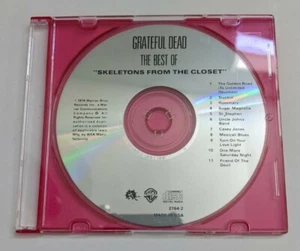 GRATEFUL DEAD
THE BEST OF
"SKELETONS FROM THE CLOSET"
1 The Golden Road
(To Unlimited
Devotion)
2 Truckin'
3 Rosemary
4 Sugar Magnolia
5 St. Stephen
6 Uncle John's
Band
7 Casey Jones
8 Mexicali Blues
9 Turn On Your
Love Light
10 One More
Saturday Night
11 Friend Of The
Devil
2764-2
MADE IN USA